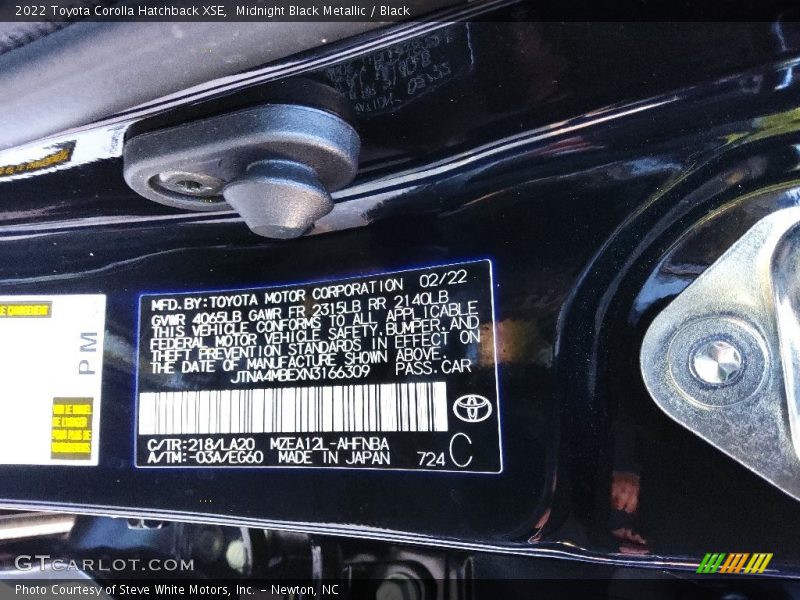 2022 Toyota Corolla Hatchback XSE,  Midnight Black Metallic / Black
MFD. BY: TOYOTA MOTOR CORPORATION 02/22
GVWR 4065LB GAWR FR 2315LB RR 2140LB
THIS VEHICLE CONFORMS TO ALL APPLICABLE
FEDERAL MOTOR VEHICLE SAFETY, BUMPER, AND
THEFT PREVENTION STANDARDS IN EFFECT ON
THE DATE OF MANUFACTURE SHOWN ABOVE.
JTNA4MBEXN3166309 PASS. CAR
C/TR: 218/LA20 MZEA12L-AHFNBA
A/TM: -03A/EG60 MADE IN JAPAN 724 C
PM
GTCARLOT.COM
Photo Courtesy of Steve White Motors, Inc. – Newton, NC